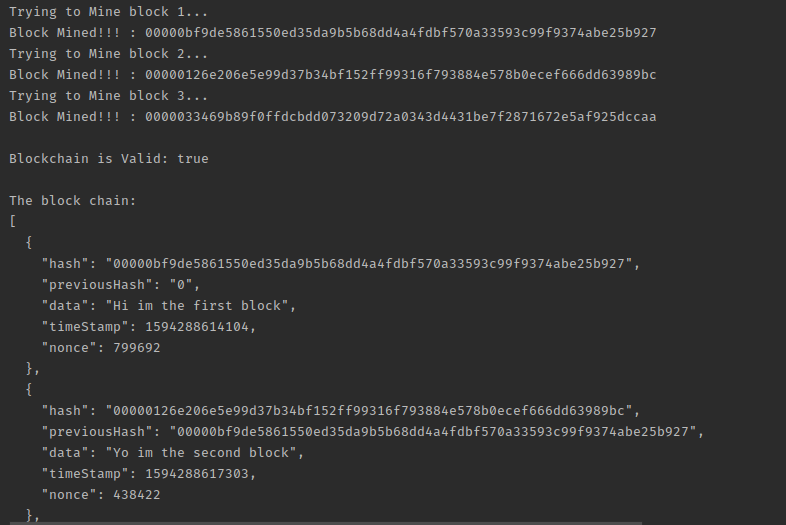 Trying to Mine block 1...
Block Mined!!! : 00000bf9de5861550ed35da9b5b68dd4a4fdbf570a33593c99f9374abe25b927
Trying to Mine block 2...
Block Mined!!! : 00000126e206e5e99d37b34bf152ff99316f793884e578b0ecef666dd63989bc
Trying to Mine block 3...
Block Mined!!! : 0000033469b89f0ffdcbdd073209d72a0343d4431be7f2871672e5af925dccaa
Blockchain is Valid: true
The block chain:
[
  {
    "hash": "00000bf9de5861550ed35da9b5b68dd4a4fdbf570a33593c99f9374abe25b927",
    "previousHash": "0",
    "data": "Hi im the first block",
    "timeStamp": 1594288614104,
    "nonce": 799692
  },
  {
    "hash": "00000126e206e5e99d37b34bf152ff99316f793884e578b0ecef666dd63989bc",
    "previousHash": "00000bf9de5861550ed35da9b5b68dd4a4fdbf570a33593c99f9374abe25b927",
    "data": "Yo im the second block",
    "timeStamp": 1594288617303,
    "nonce": 438422
  },